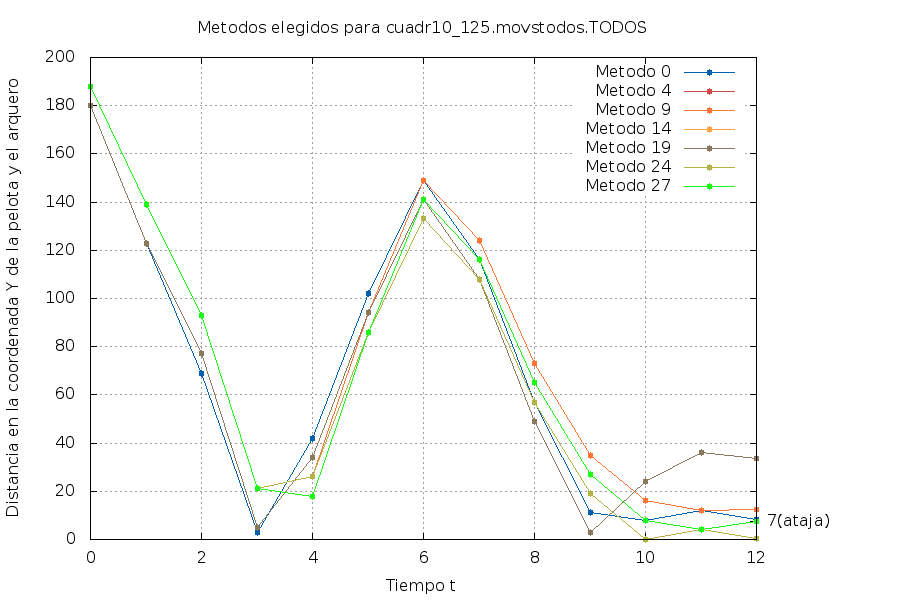 Metodos elegidos para cuadr10_125.movstodos.TODOS
Distancia en la coordenada Y de la pelota y el arquero
200
180
160
140
120
100
80
60
40
20
0
Metodo 0
Metodo 4
Metodo 9
Metodo 14
Metodo 19
Metodo 24
Metodo 27
7(ataja)
0 2 4 6 8 10 12
Tiempo t